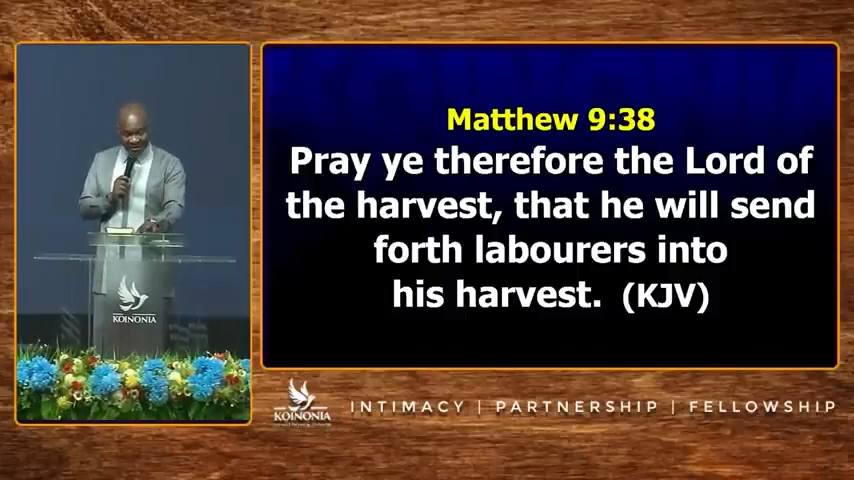 Matthew 9:38
Pray ye therefore the Lord of
the harvest, that he will send
forth labourers into
his harvest. (KJV)
KOINONIA
KOINONIA
INTIMACY | PARTNERSHIP | FELLOWSHIP